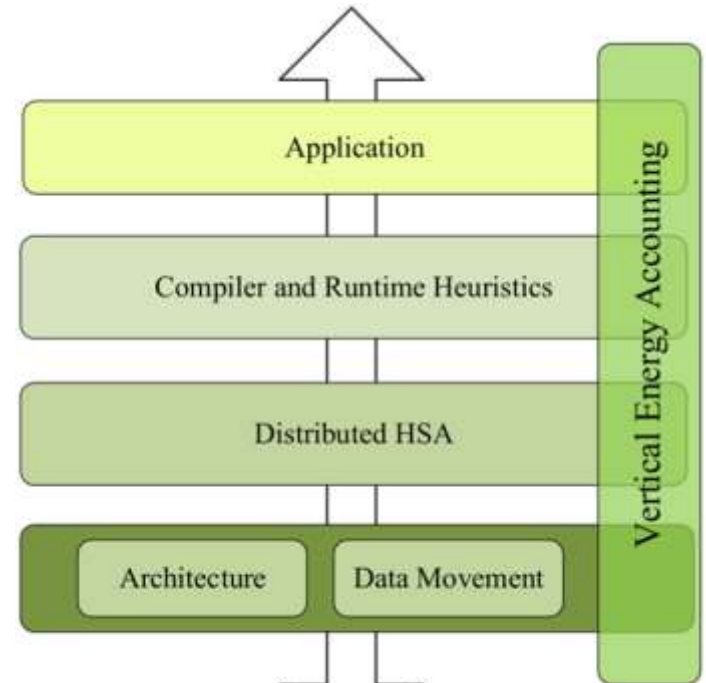 Application
Compiler and Runtime Heuristics
Distributed HSA
Architecture
Data Movement
Vertical Energy Accounting